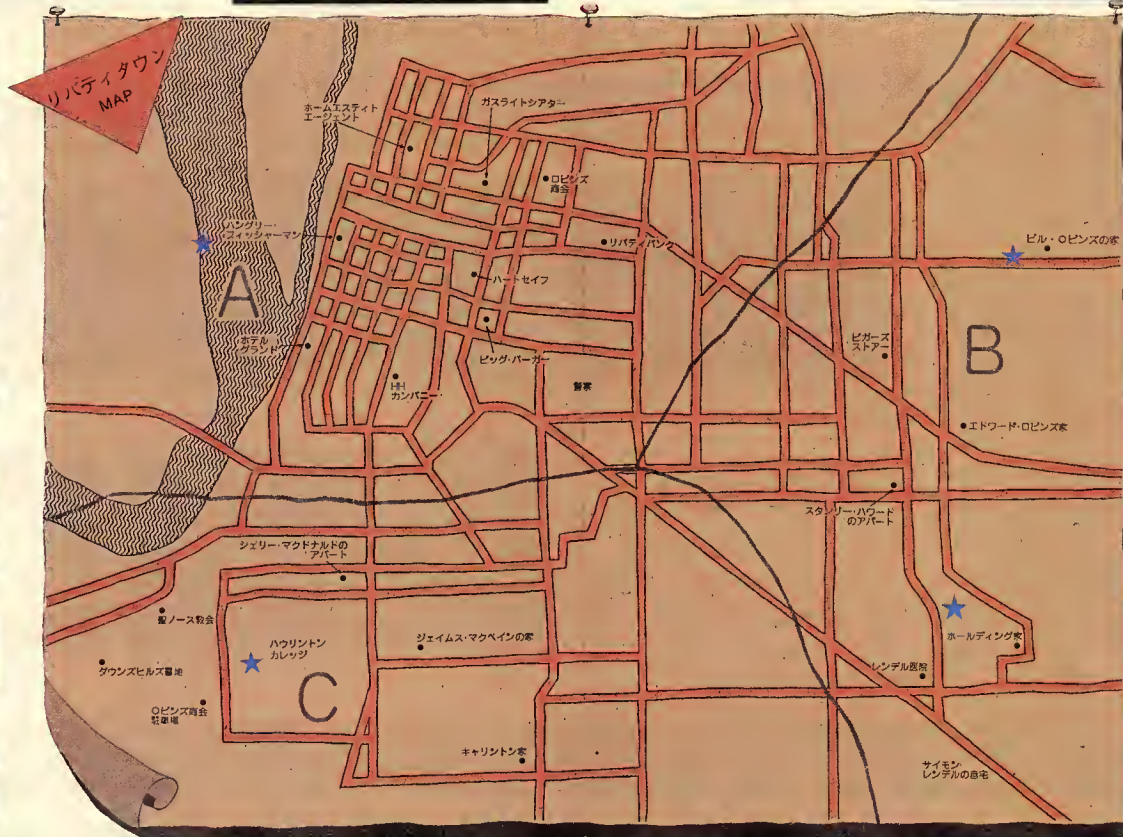 リバティタウン
MAP
ホームエスティト
エージェント
ガスライトシアター
ロビンズ
商会
ハングリー・
フィッシャーマン
リバティバンク
ビル・ロビンズの家
A
ハートセイフ
ホテル
グランド
ビッグ・バーガー
ビガーズ
ストアー
B
HH
カンパニー
警察
エドワード・ロビンズ家
スタンリー・ハワード
のアパート
シェリー・マクドナルドの
アパート
聖ノース教会
ハウリントン
カレッジ
ジェイムス・マクペインの家
ホールディング家
ダウンズヒルズ墓地
レンデル医院
C
ロビンズ商会
駐車場
キャリントン家
サイモン・
レンデルの自宅